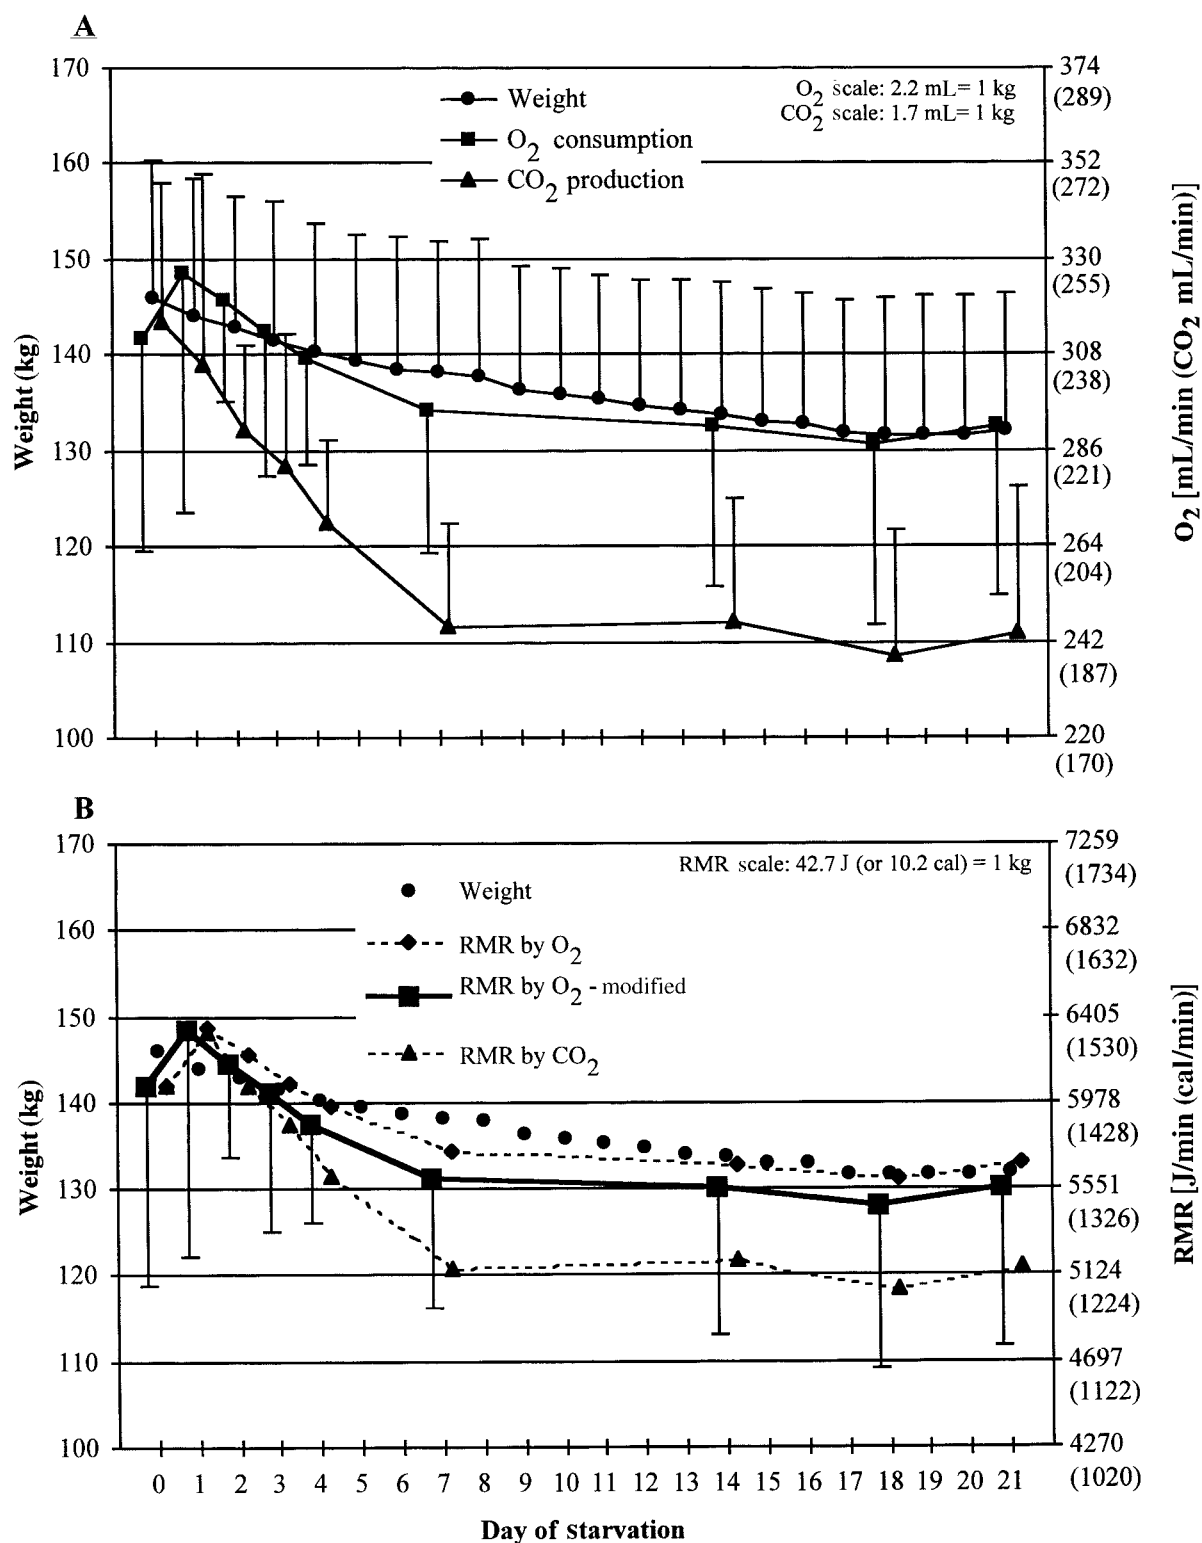 A
170
160
150
140
130
120
110
100
Weight (kg)
Weight
O2 consumption
CO2 production
O2 scale: 2.2 mL= 1 kg
CO2 scale: 1.7 mL= 1 kg
374
(289)
352
(272)
330
(255)
308
(238)
286
(221)
264
(204)
242
(187)
220
(170)
O2 [mL/min (CO2 mL/min)]
B
170
160
150
140
130
120
110
100
Weight (kg)
Weight
RMR by O2
RMR by O2 - modified
RMR by CO2
RMR scale: 42.7 J (or 10.2 cal) = 1 kg
7259
(1734)
6832
(1632)
6405
(1530)
5978
(1428)
5551
(1326)
5124
(1224)
4697
(1122)
4270
(1020)
RMR [J/min (cal/min)]
0 1 2 3 4 5 6 7 8 9 10 11 12 13 14 15 16 17 18 19 20 21
Day of starvation